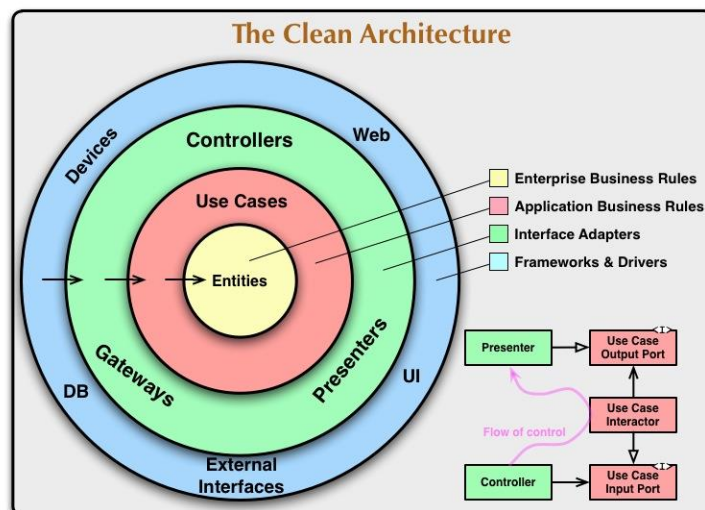 The Clean Architecture
Devices
Web
Controllers
Use Cases
Entities
Gateways
Presenters
DB
UI
External
Interfaces
Enterprise Business Rules
Application Business Rules
Interface Adapters
Frameworks & Drivers
Presenter
<I>
Use Case
Output Port
Flow of control
Use Case
Interactor
Controller
<I>
Use Case
Input Port